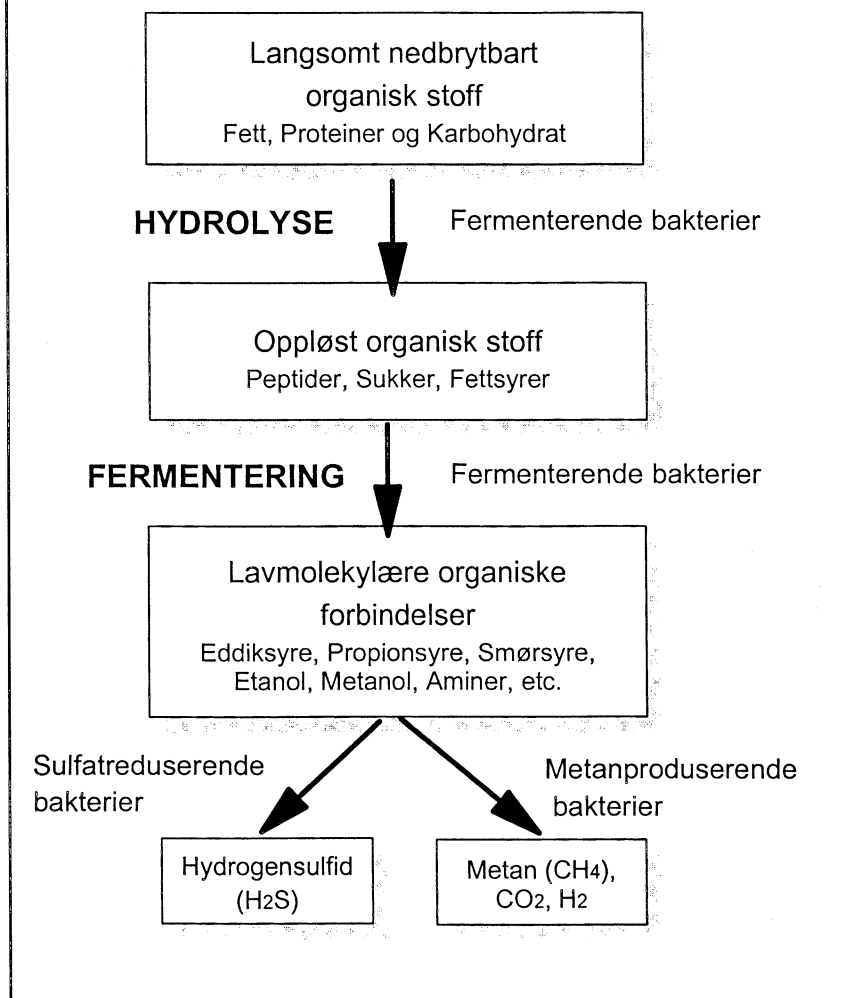 Langsomt nedbrytbart
organisk stoff
Fett, Proteiner og Karbohydrat
HYDROLYSE
Fermenterende bakterier
Oppløst organisk stoff
Peptider, Sukker, Fettsyrer
FERMENTERING
Fermenterende bakterier
Lavmolekylære organiske
forbindelser
Eddiksyre, Propionsyre, Smørsyre,
Etanol, Metanol, Aminer, etc.
Sulfatreduserende
bakterier
Metanproduserende
bakterier
Hydrogensulfid
(H2S)
Metan (CH4),
CO2, H2